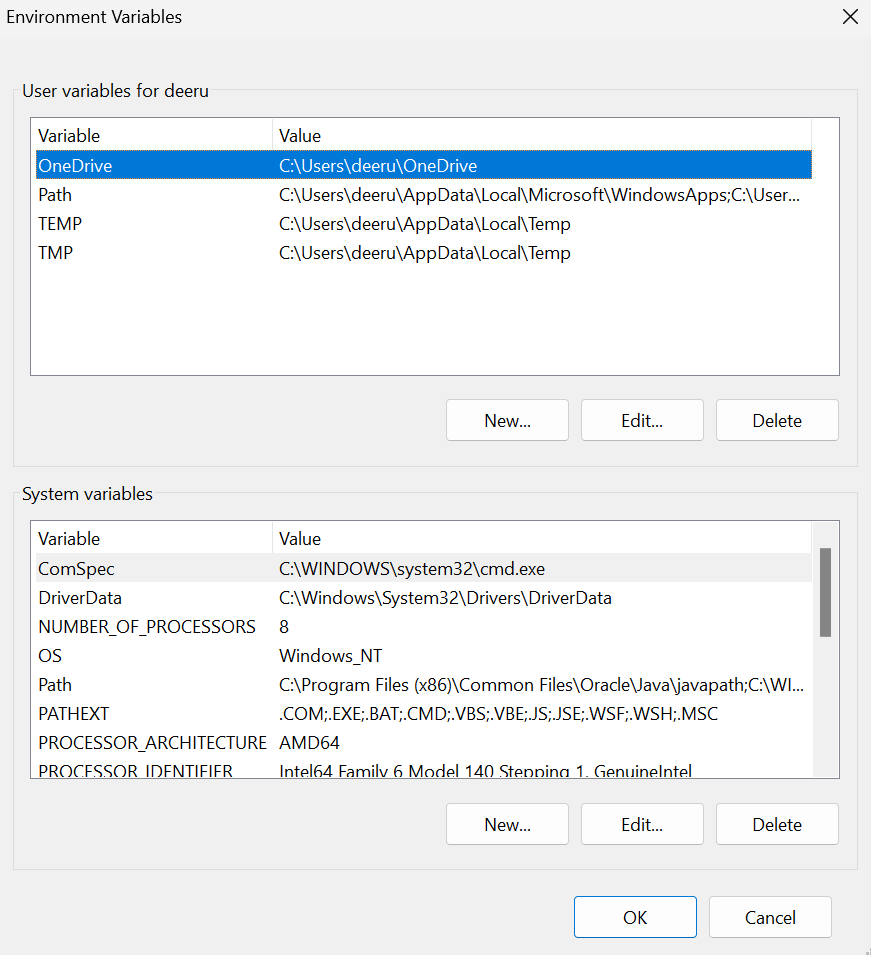 Environment Variables
User variables for deeru
Variable Value
OneDrive C:\Users\deeru\OneDrive
Path C:\Users\deeru\AppData\Local\Microsoft\WindowsApps;C:\User...
TEMP C:\Users\deeru\AppData\Local\Temp
TMP C:\Users\deeru\AppData\Local\Temp
New... Edit... Delete
System variables
Variable Value
ComSpec C:\WINDOWS\system32\cmd.exe
DriverData C:\Windows\System32\Drivers\DriverData
NUMBER_OF_PROCESSORS 8
OS Windows_NT
Path C:\Program Files (x86)\Common Files\Oracle\Java\javapath;C:\WI...
PATHEXT .COM;.EXE;.BAT;.CMD;.VBS;.VBE;.JS;.JSE;.WSF;.WSH;.MSC
PROCESSOR_ARCHITECTURE AMD64
PROCESSOR_IDENTIFIER Intel64 Family 6 Model 140 Stepping 1, GenuineIntel
New... Edit... Delete
OK Cancel